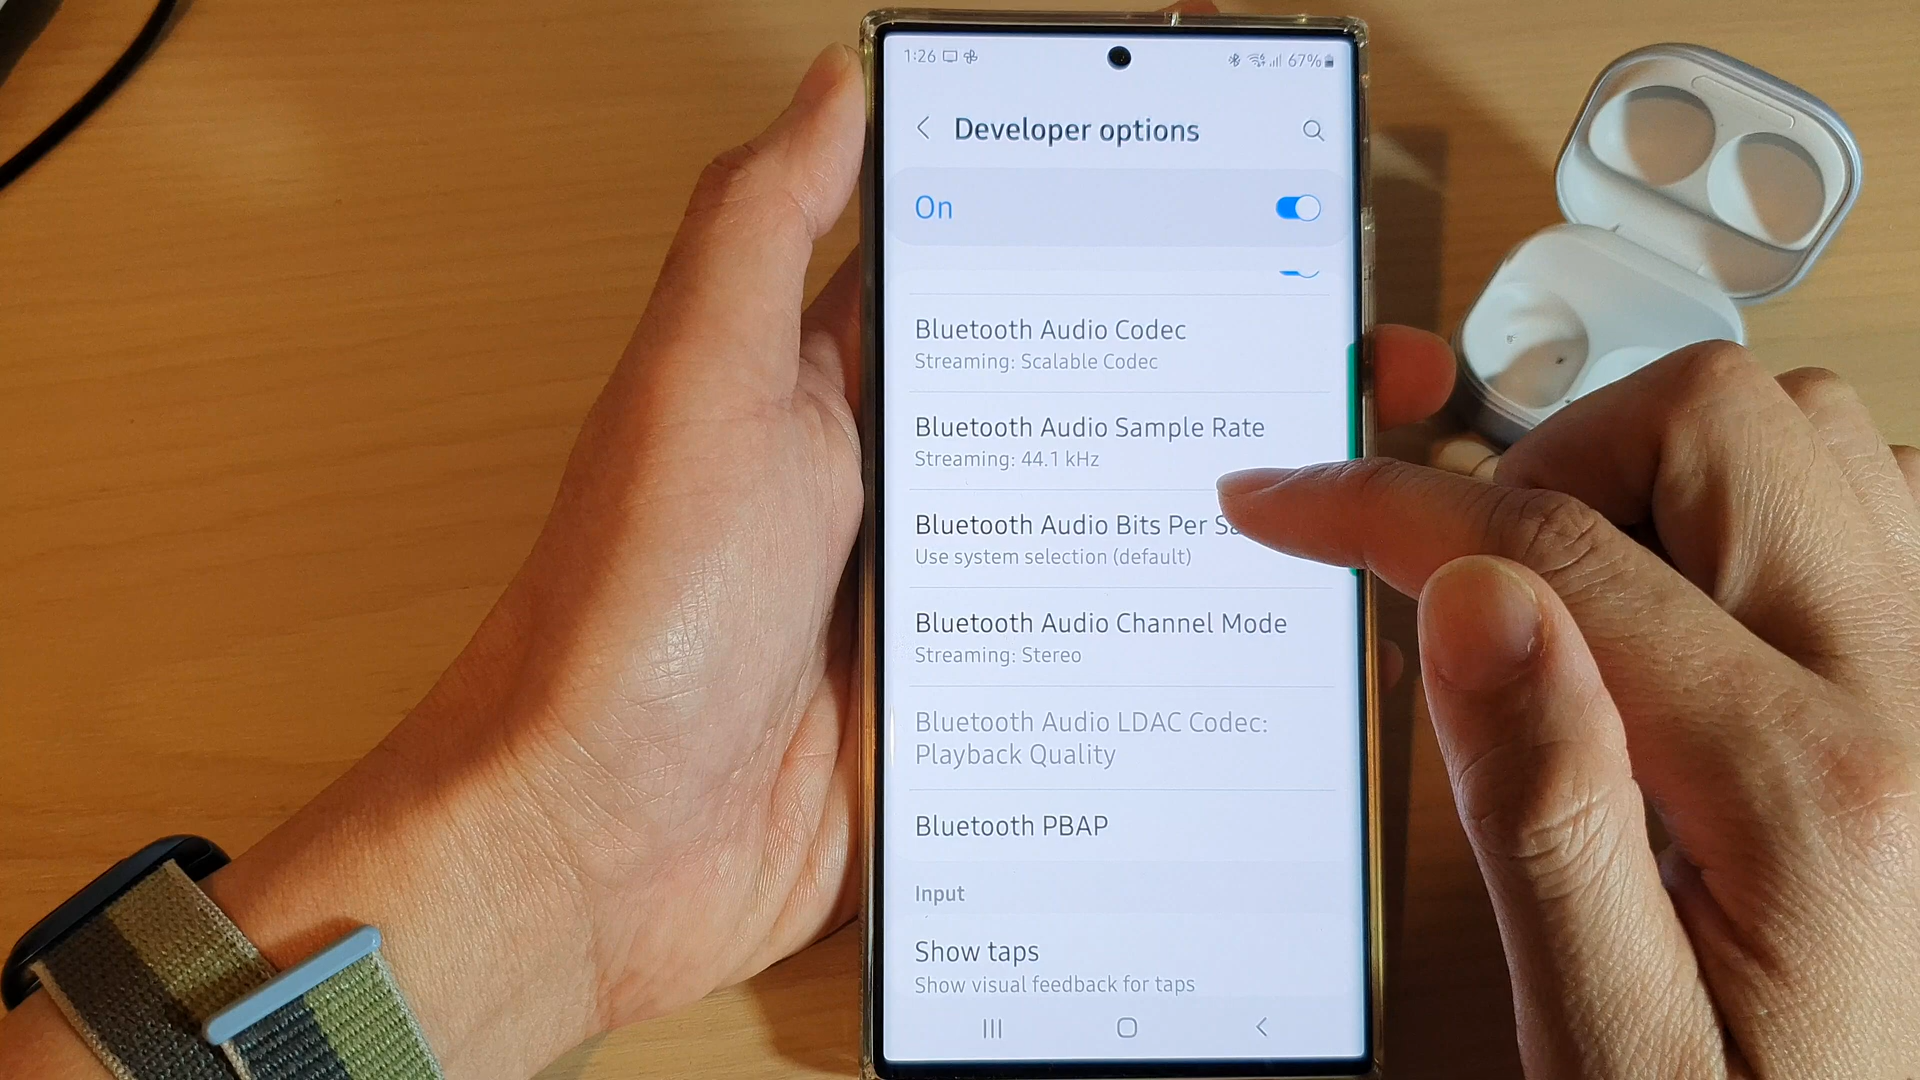 1:26 67%
Developer options
On
Bluetooth Audio Codec
Streaming: Scalable Codec
Bluetooth Audio Sample Rate
Streaming: 44.1 kHz
Bluetooth Audio Bits Per
Use system selection (default)
Bluetooth Audio Channel Mode
Streaming: Stereo
Bluetooth Audio LDAC Codec:
Playback Quality
Bluetooth PBAP
Input
Show taps
Show visual feedback for taps